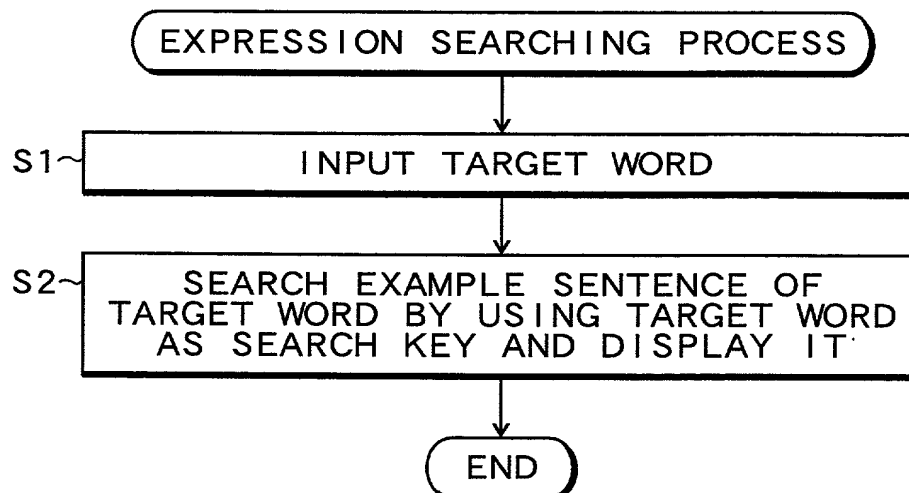 EXPRESSION SEARCHING PROCESS
S1~ INPUT TARGET WORD
S2~ SEARCH EXAMPLE SENTENCE OF
TARGET WORD BY USING TARGET WORD
AS SEARCH KEY AND DISPLAY IT
END